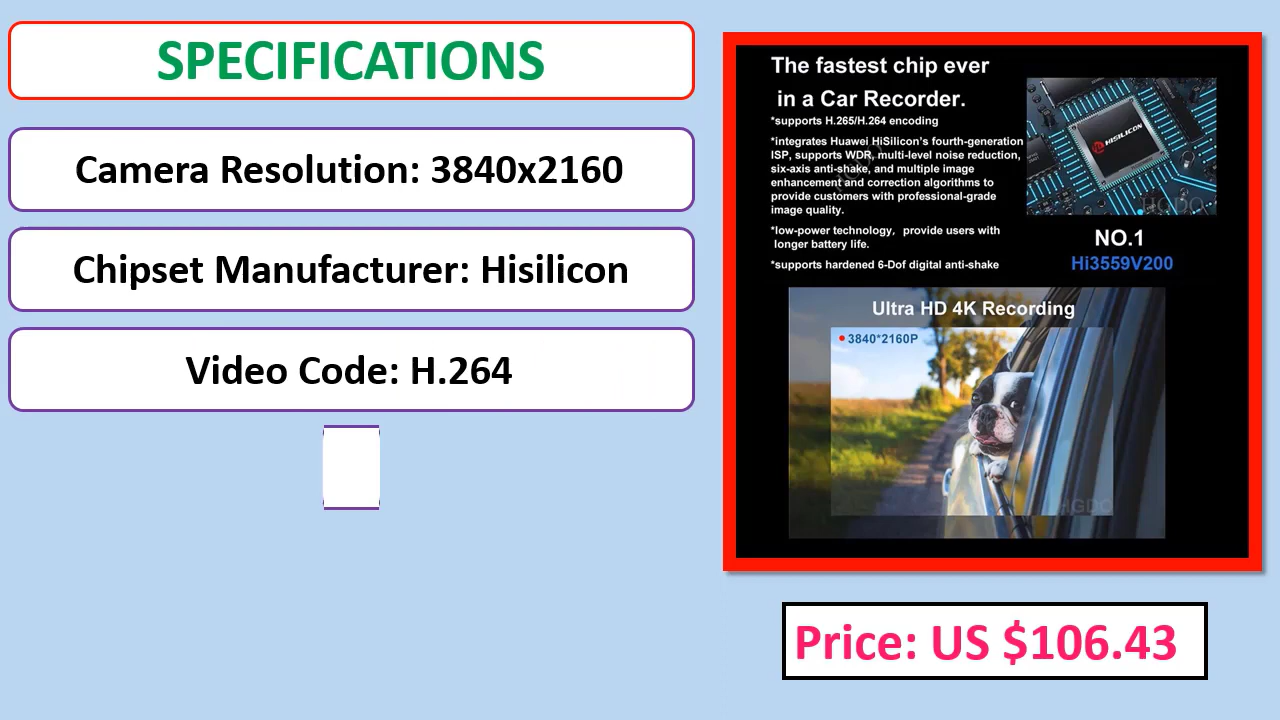 SPECIFICATIONS
Camera Resolution: 3840x2160
Chipset Manufacturer: Hisilicon
Video Code: H.264
The fastest chip ever
in a Car Recorder.
*supports H.265/H.264 encoding
*integrates Huawei HiSilicon's fourth-generation
ISP, supports WDR, multi-level noise reduction,
six-axis anti-shake, and multiple image
enhancement and correction algorithms to
provide customers with professional-grade
image quality.
*low-power technology, provide users with
longer battery life.
*supports hardened 6-Dof digital anti-shake
HISILICON
HGDO
NO.1
Hi3559V200
Ultra HD 4K Recording
3840*2160P
HGDO
Price: US $106.43